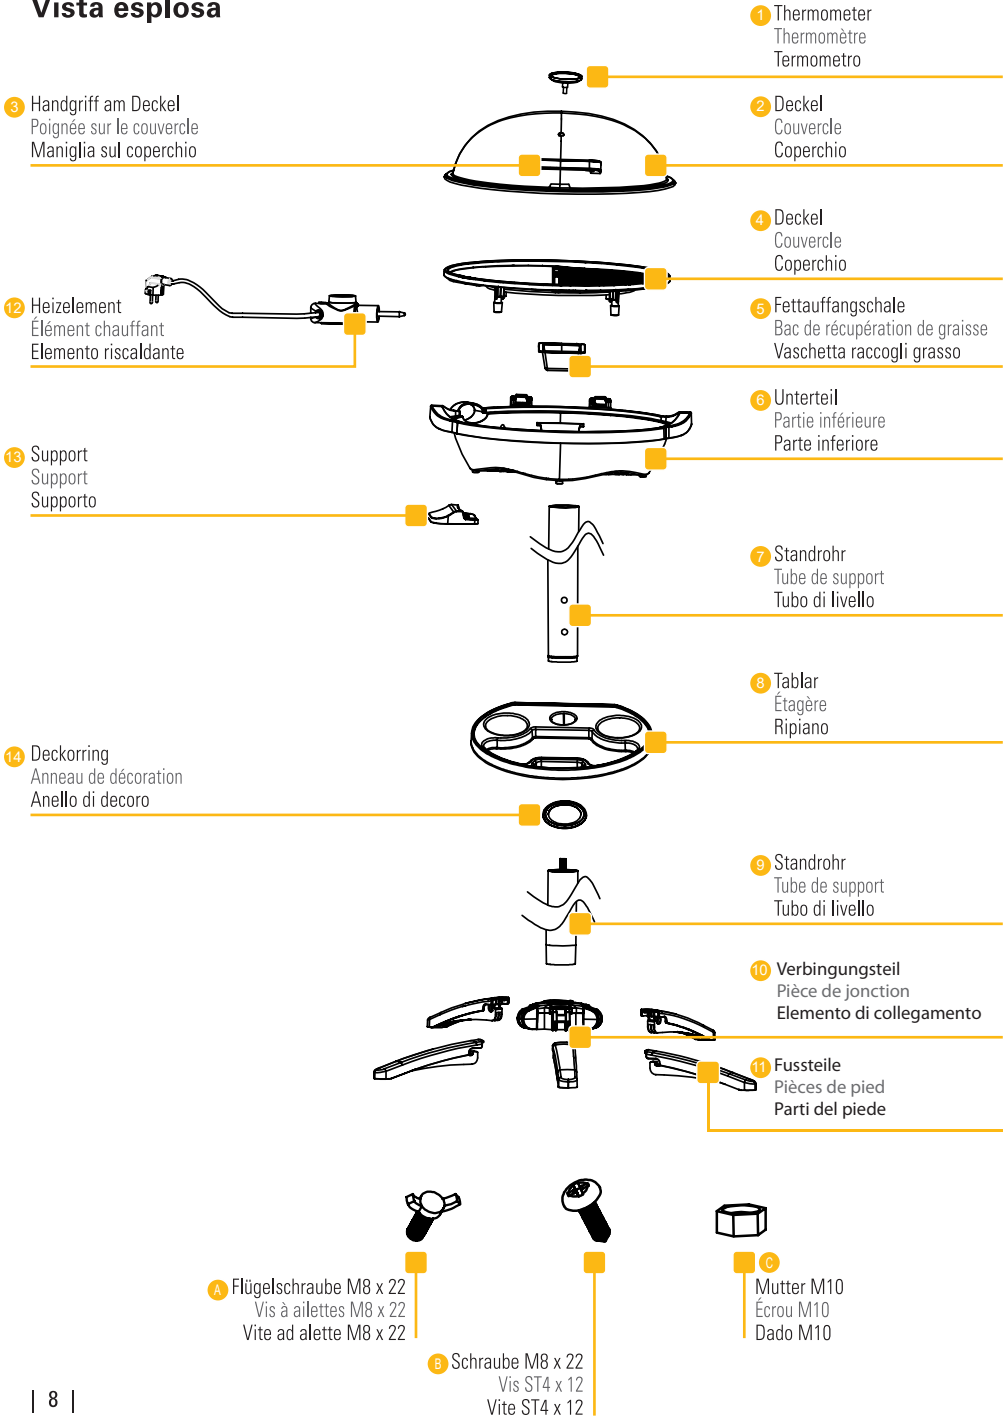 Vista esplosa
1 Thermometer
Thermomètre
Termometro
3 Handgriff am Deckel
Poignée sur le couvercle
Maniglia sul coperchio
2 Deckel
Couvercle
Coperchio
4 Deckel
Couvercle
Coperchio
12 Heizelement
Élément chauffant
Elemento riscaldante
5 Fettauffangschale
Bac de récupération de graisse
Vaschetta raccogli grasso
6 Unterteil
Partie inférieure
Parte inferiore
13 Support
Support
Supporto
7 Standrohr
Tube de support
Tubo di livello
8 Tablar
Étagère
Ripiano
14 Deckorring
Anneau de décoration
Anello di decoro
9 Standrohr
Tube de support
Tubo di livello
10 Verbingungsteil
Pièce de jonction
Elemento di collegamento
11 Fussteile
Pièces de pied
Parti del piede
A Flügelschraube M8 x 22
Vis à ailettes M8 x 22
Vite ad alette M8 x 22
B Schraube M8 x 22
Vis ST4 x 12
Vite ST4 x 12
C
Mutter M10
Écrou M10
Dado M10
| 8 |